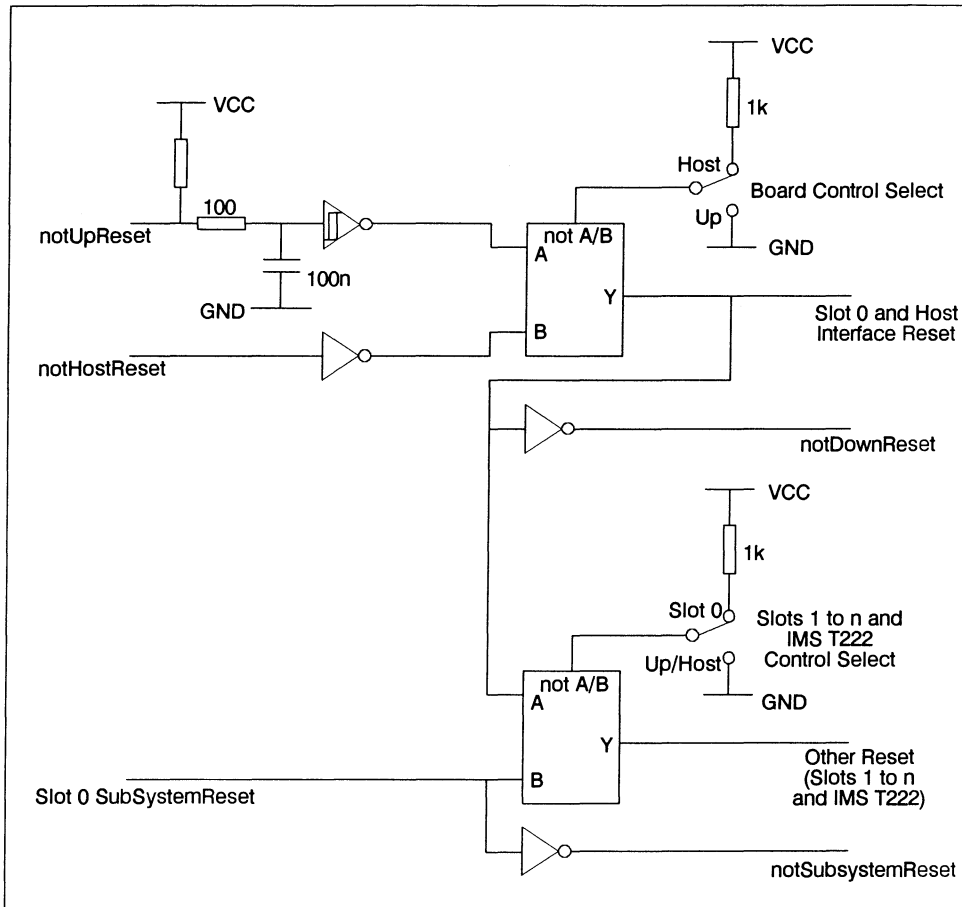 VCC
VCC
1k
Host
Board Control Select
100
Up
notUpReset
not A/B
GND
A
100n
Y
GND
Slot 0 and Host
Interface Reset
B
notHostReset
notDownReset
VCC
1k
Slot 0
Slots 1 to n and
IMS T222
Up/Host
Control Select
not A/B
A
GND
Y
Other Reset
(Slots 1 to n
and IMS T222)
B
Slot 0 SubSystemReset
notSubsystemReset